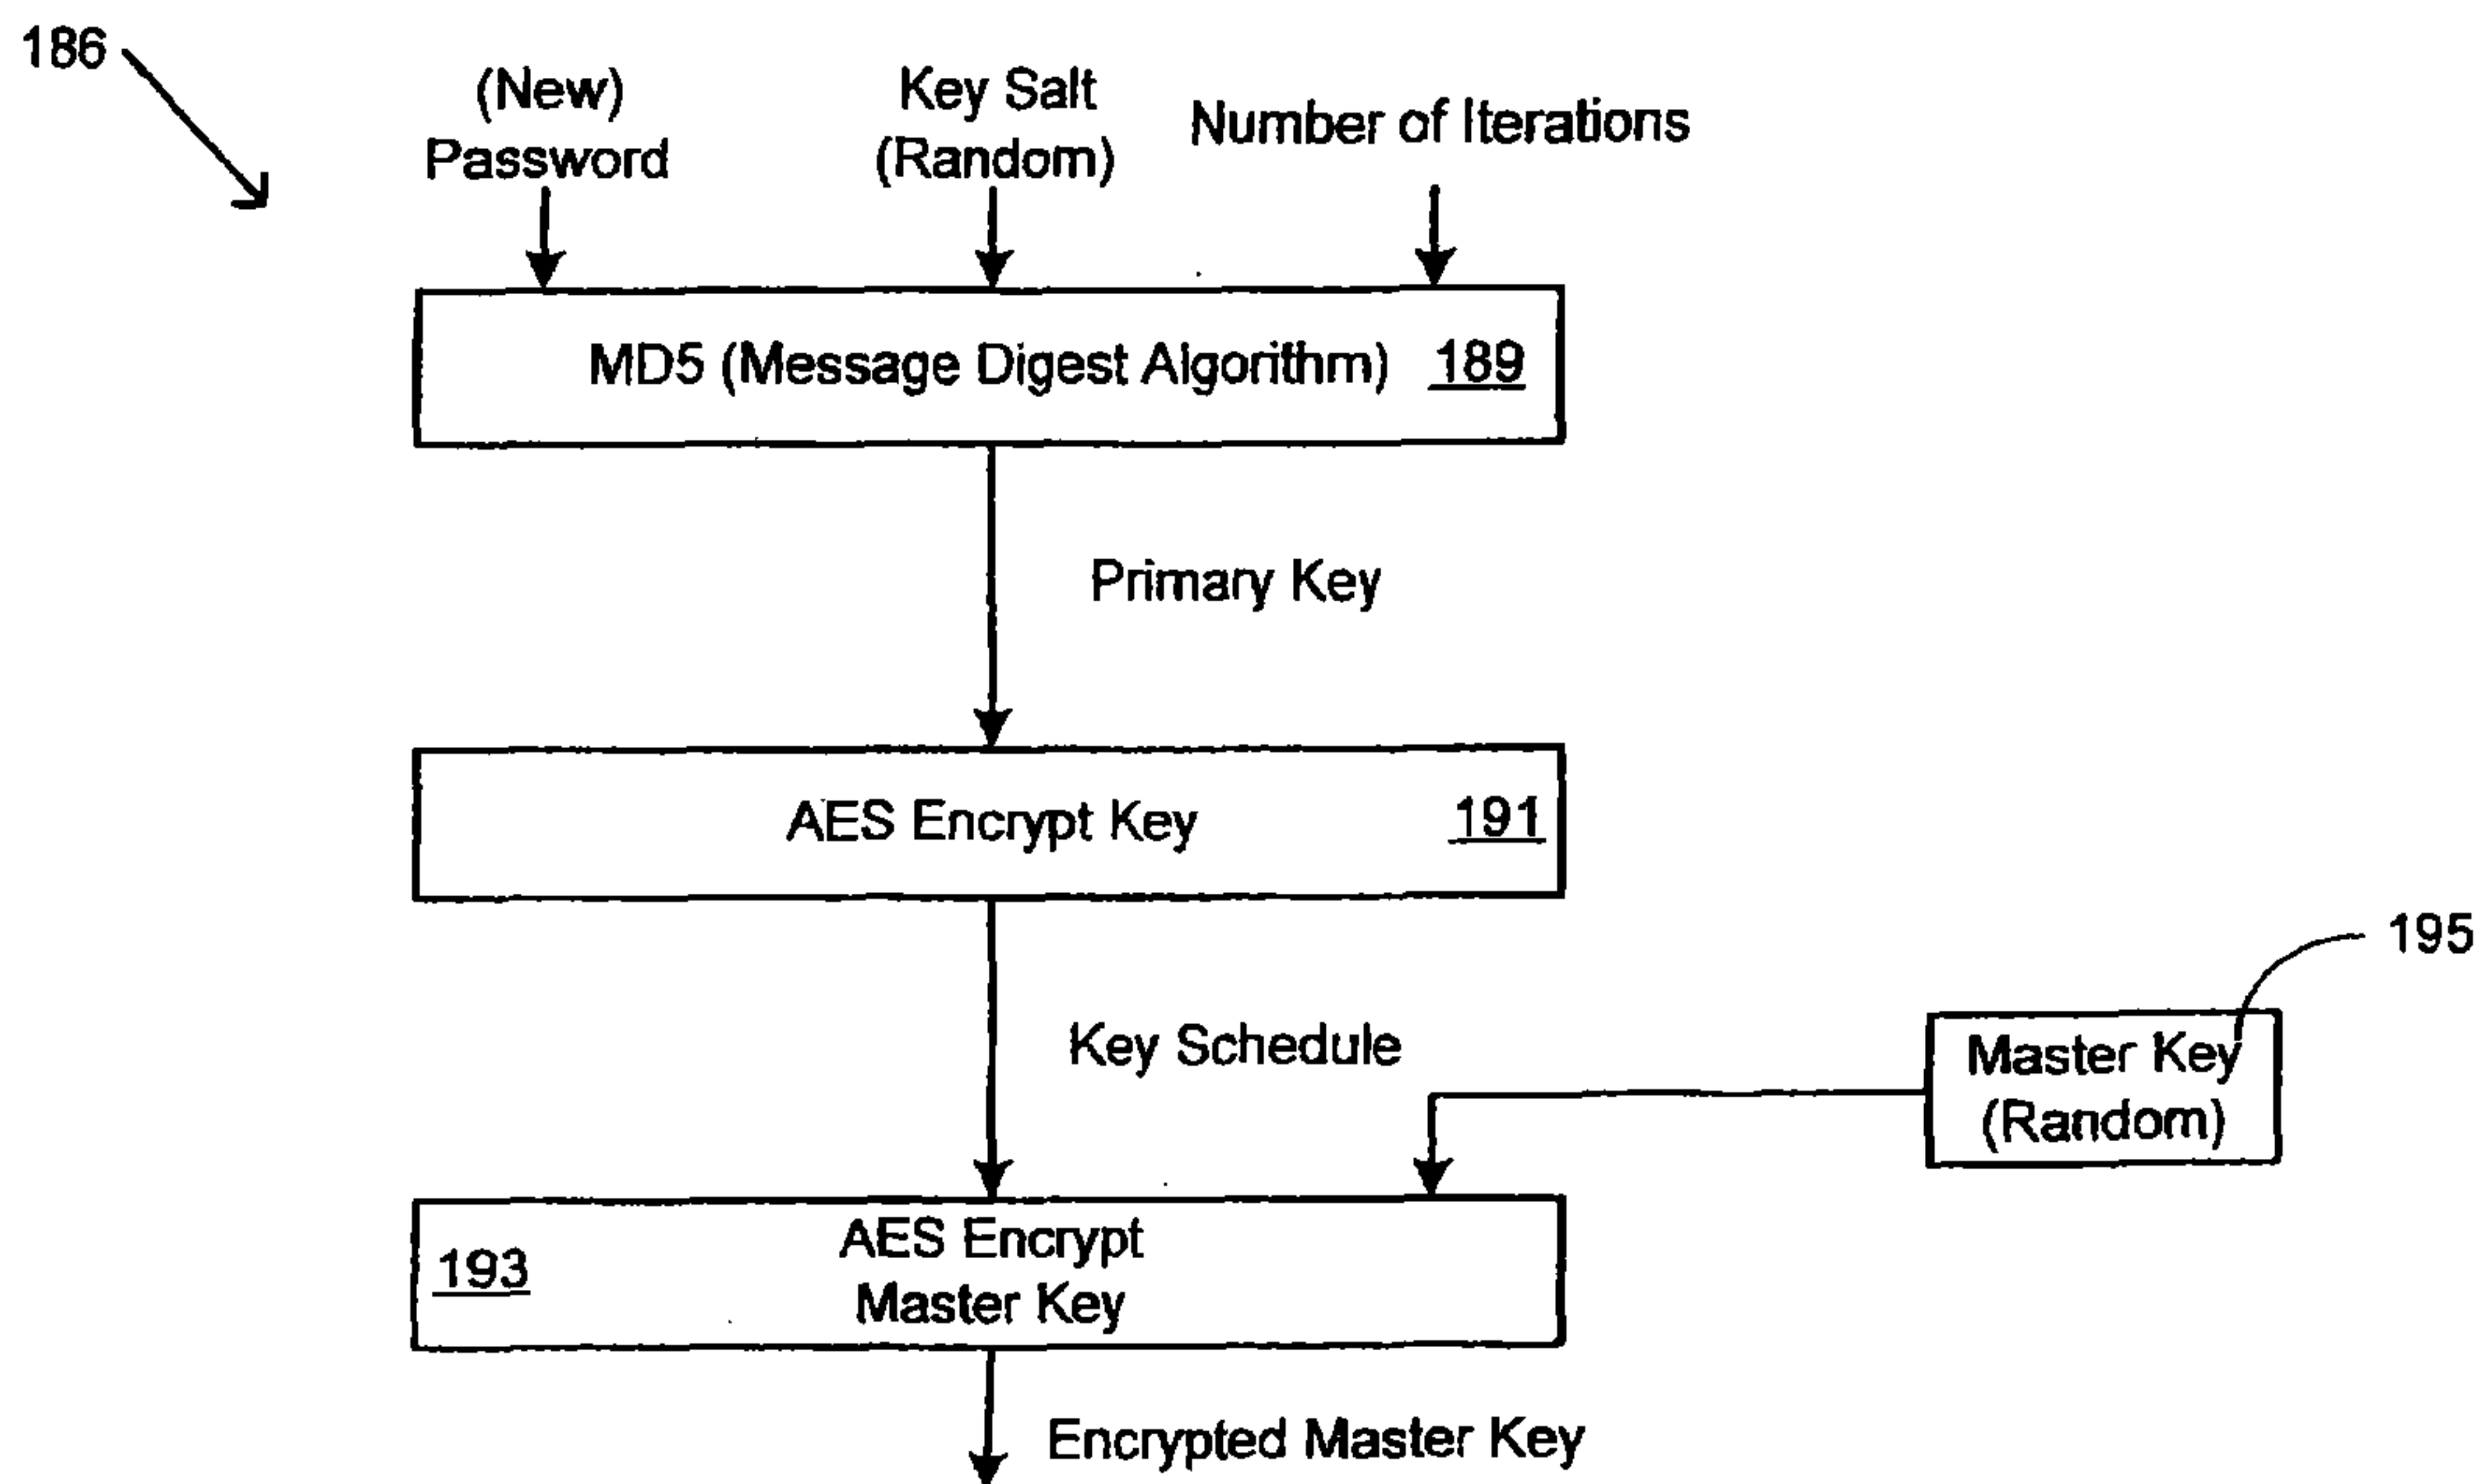 186
(New)
Password
Key Salt
(Random)
Number of Iterations
MD5 (Message Digest Algorithm) 189
Primary Key
AES Encrypt Key 191
195
Key Schedule
Master Key
(Random)
193
AES Encrypt
Master Key
Encrypted Master Key